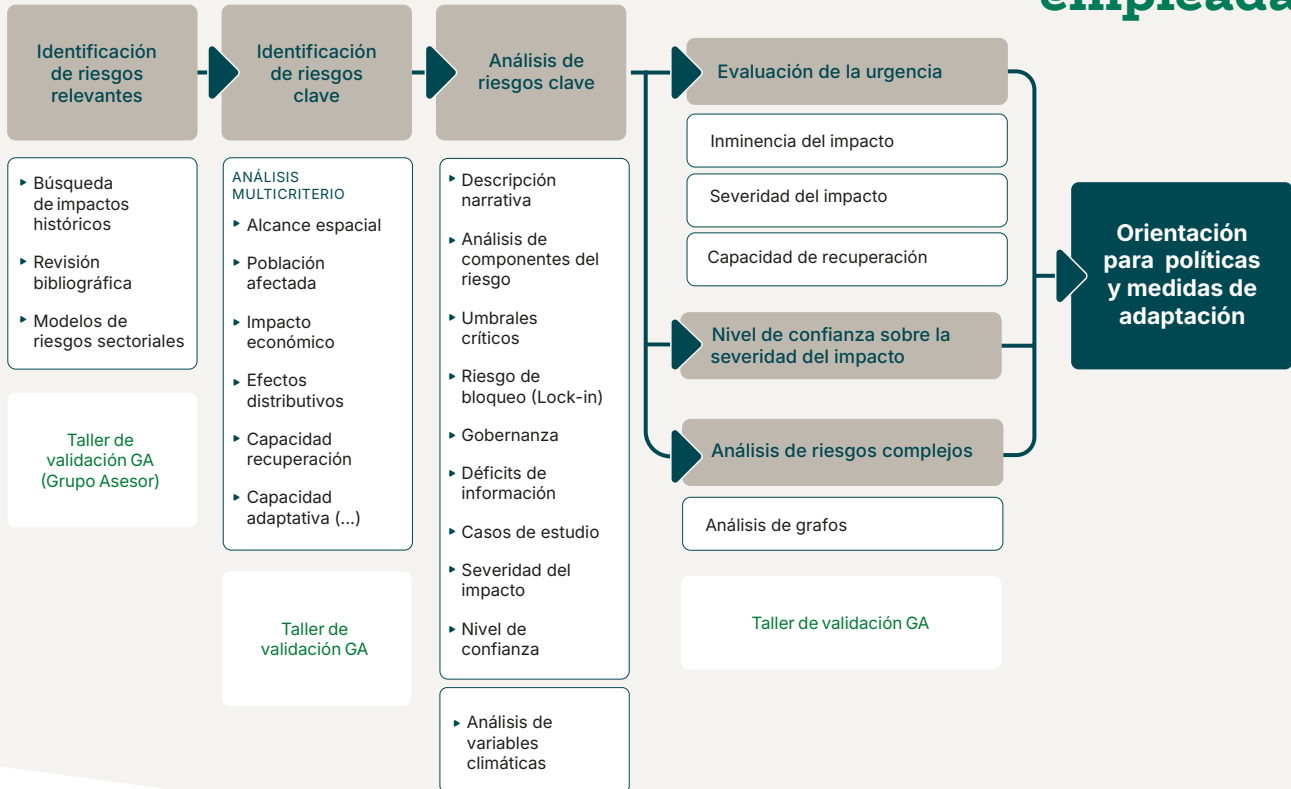 empleada
Identificación
de riesgos
relevantes
Búsqueda
de impactos
históricos
Revisión
bibliográfica
Modelos de
riesgos sectoriales
Taller de
validación GA
(Grupo Asesor)
Identificación
de riesgos
clave
ANÁLISIS
MULTICRITERIO
Alcance espacial
Población
afectada
Impacto
económico
Efectos
distributivos
Capacidad
recuperación
Capacidad
adaptativa (...)
Taller de
validación GA
Análisis de
riesgos clave
Descripción
narrativa
Análisis de
componentes del
riesgo
Umbrales
críticos
Riesgo de
bloqueo (Lock-in)
Gobernanza
Déficits de
información
Casos de estudio
Severidad del
impacto
Nivel de
confianza
Análisis de
variables
climáticas
Evaluación de la urgencia
Inminencia del impacto
Severidad del impacto
Capacidad de recuperación
Nivel de confianza sobre la
severidad del impacto
Análisis de riesgos complejos
Análisis de grafos
Taller de validación GA
Orientación
para políticas
y medidas de
adaptación